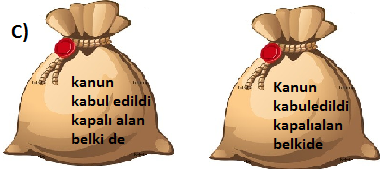 C)
kanun
kabul edildi
kapalı alan
belki de
Kanun
kabuledildi
kapalıalan
belkide